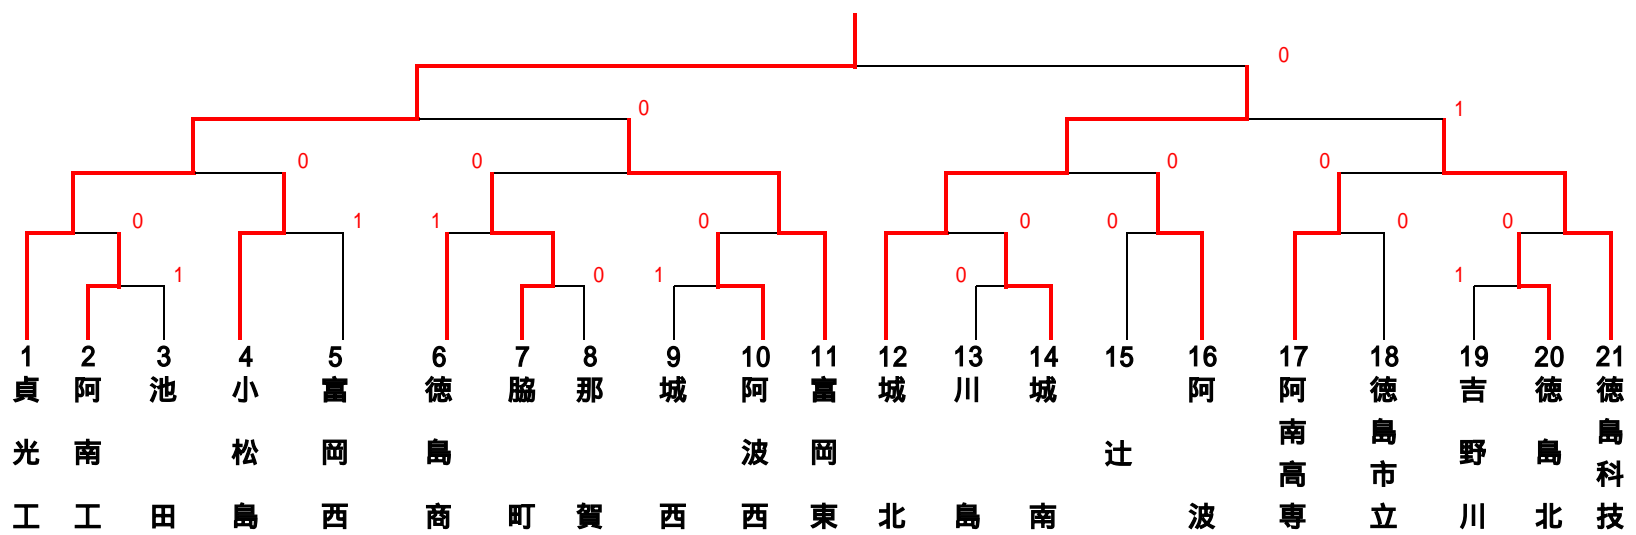 0
0
1
0
0
0
0
0
1
1
0
0
0
0
0
1
0
1
0
1
1 2 3 4 5 6 7 8 9 10 11 12 13 14 15 16 17 18 19 20 21
貞光工
阿南工
池田
小松島
富岡西
徳島商
脇町
那賀
城西
阿波西
富岡東
城北
川島
城南
辻
阿波
阿南高専
徳島市立
吉野川
徳島北
徳島科技